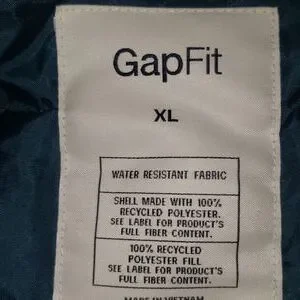 GapFit
XL
WATER RESISTANT FABRIC
SHELL MADE WITH 100%
RECYCLED POLYESTER.
SEE LABEL FOR PRODUCT'S
FULL FIBER CONTENT.
100% RECYCLED
POLYESTER FILL
SEE LABEL FOR PRODUCT'S
FULL FIBER CONTENT.
MADE IN VIETNAM